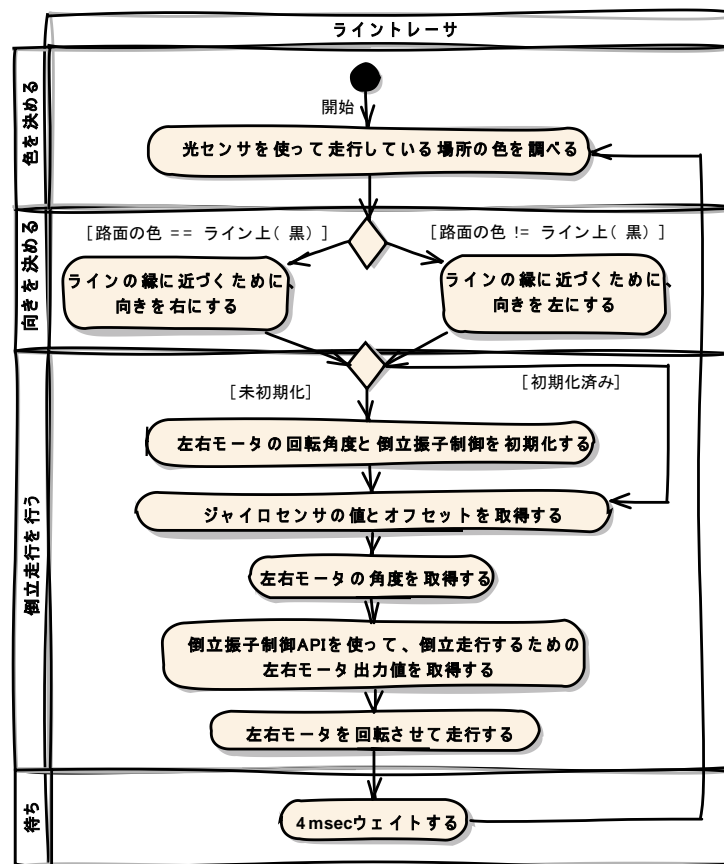 ライントレーサ
色を決める
開始
光センサを使って走行している場所の色を調べる
向きを決める
[路面の色 == ライン上(黒)]
[路面の色 != ライン上(黒)]
ラインの縁に近づくために、
向きを右にする
ラインの縁に近づくために、
向きを左にする
倒立走行を行う
[未初期化]
[初期化済み]
左右モータの回転角度と倒立振子制御を初期化する
ジャイロセンサの値とオフセットを取得する
左右モータの角度を取得する
倒立振子制御APIを使って、倒立走行するための
左右モータ出力値を取得する
左右モータを回転させて走行する
待ち
4msecウェイトする